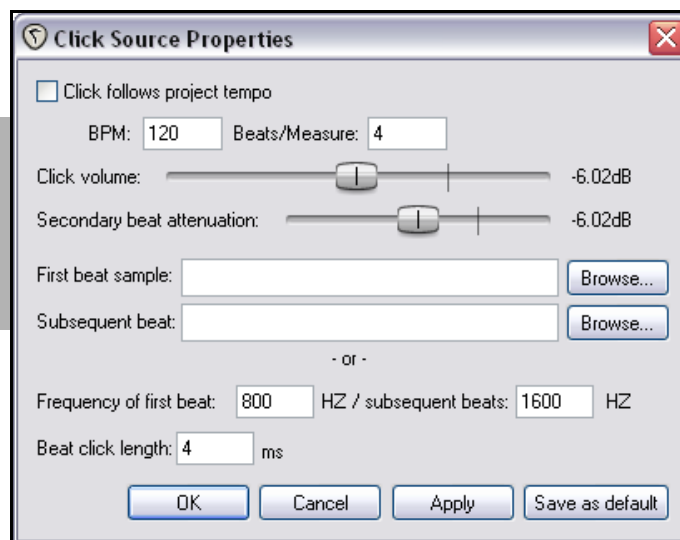 Click Source Properties
Click follows project tempo
BPM: 120 Beats/Measure: 4
Click volume: -6.02dB
Secondary beat attenuation: -6.02dB
First beat sample: Browse...
Subsequent beat: Browse...
- or -
Frequency of first beat: 800 HZ / subsequent beats: 1600 HZ
Beat click length: 4 ms
OK Cancel Apply Save as default